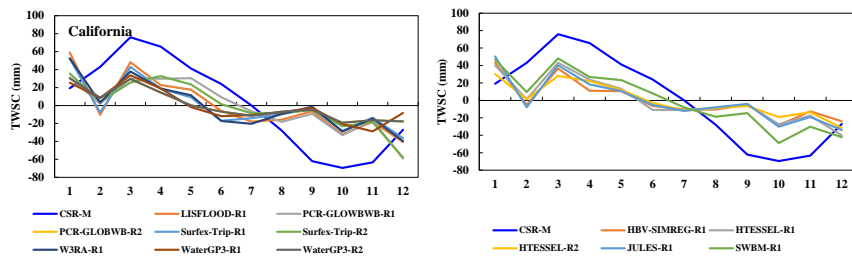 California
TWSC (mm)
100
80
60
40
20
0
-20
-40
-60
-80
1 2 3 4 5 6 7 8 9 10 11 12
CSR-M LISFLOOD-R1 PCR-GLOWBWB-R1
PCR-GLOBWB-R2 Surfex-Trip-R1 Surfex-Trip-R2
W3RA-R1 WaterGP3-R1 WaterGP3-R2
TWSC (mm)
100
80
60
40
20
0
-20
-40
-60
-80
1 2 3 4 5 6 7 8 9 10 11 12
CSR-M HBV-SIMREG-R1 HTESSEL-R1
HTESSEL-R2 JULES-R1 SWBM-R1